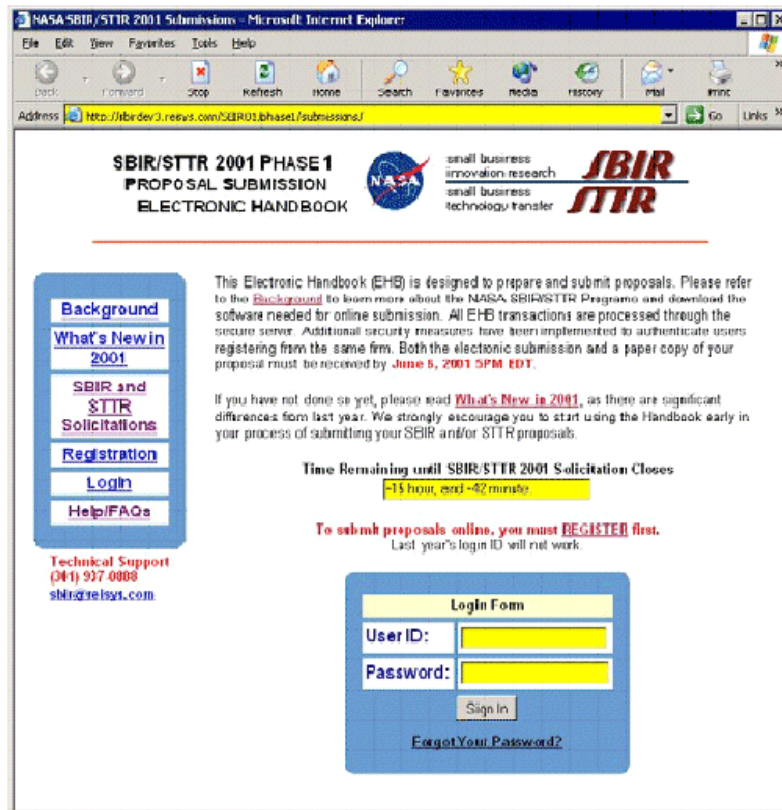 NASA SBIR/STTR 2001 Submissions - Microsoft Internet Explorer
File Edit View Favorites Tools Help
Back Forward Stop Refresh Home Search Favorites Media History Mail Print
Address Go Links
SBIR/STTR 2001 PHASE 1
PROPOSAL SUBMISSION
ELECTRONIC HANDBOOK
NASA
small business
innovation research
SBIR
small business
technology transfer
STTR
Background
What's New in
2001
SBIR and
STTR
Solicitations
Registration
Login
Help/FAQs
Technical Support
(301) 937-0888
sbir@reisys.com
This Electronic Handbook (EHB) is designed to prepare and submit proposals. Please refer
to the Background to learn more about the NASA SBIR/STTR Programs and download the
software needed for online submission. All EHB transactions are processed through the
secure server. Additional security measures have been implemented to authenticate users
registering from the same firm. Both the electronic submission and a paper copy of your
proposal must be received by June 6, 2001 5PM EDT.
If you have not done so yet, please read What's New in 2001, as there are significant
differences from last year. We strongly encourage you to start using the Handbook early in
your process of submitting your SBIR and/or STTR proposals.
Time Remaining until SBIR/STTR 2001 Solicitation Closes
-15 hour, and -42 minute.
To submit proposals online, you must REGISTER first.
Last year's login ID will not work.
Login Form
User ID:
Password:
Sign In
Forgot Your Password?